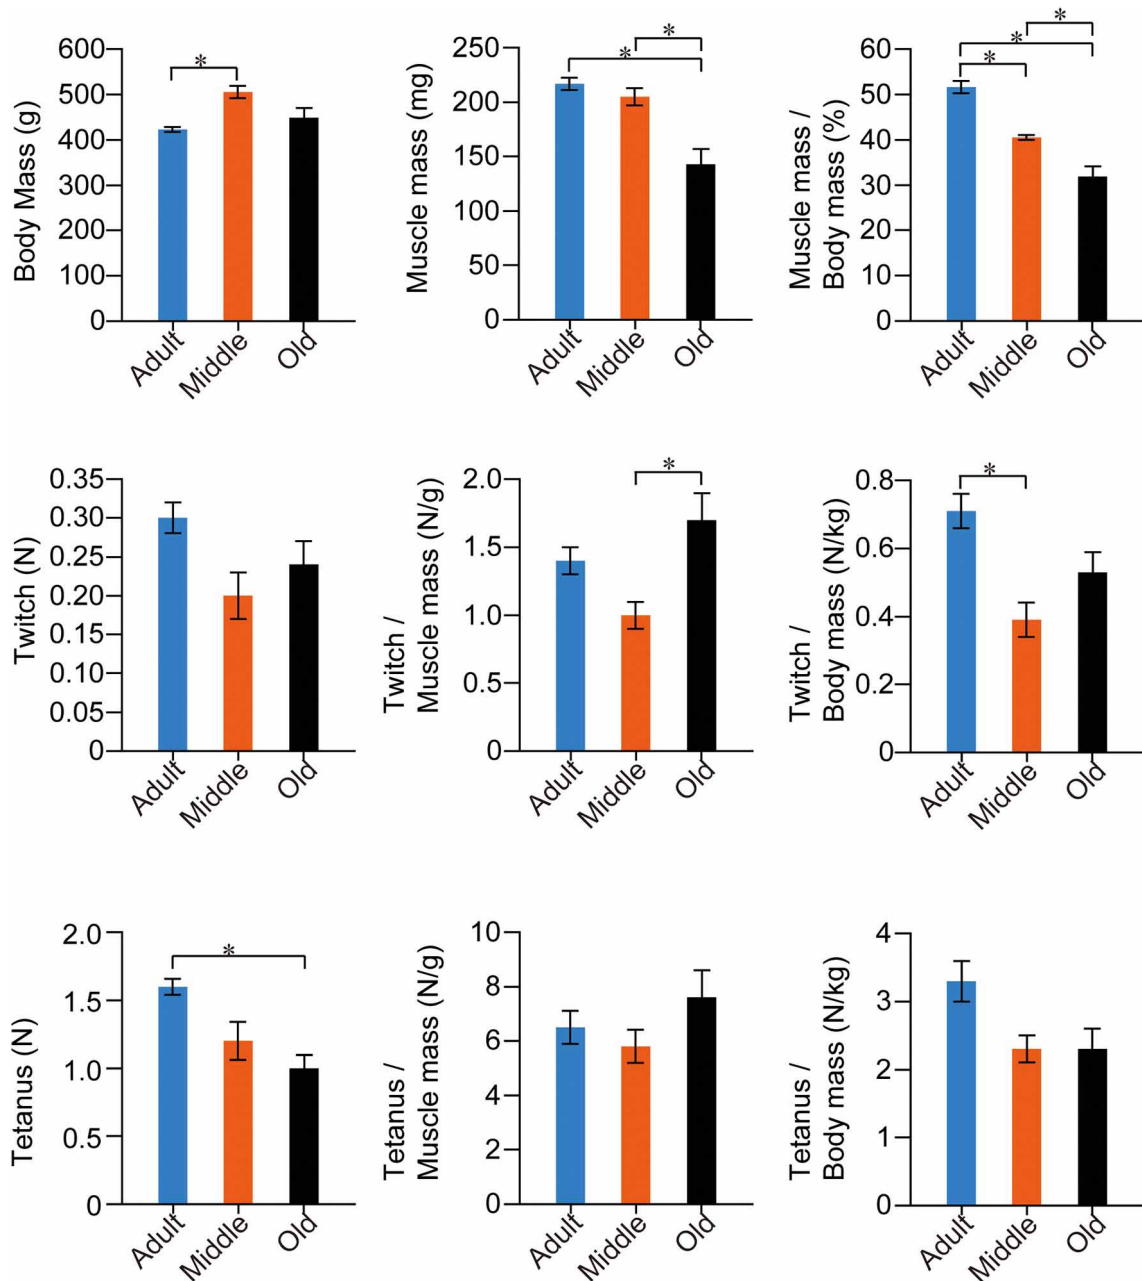 Body Mass (g)
600
500
400
300
200
100
0
*
Adult
Middle
Old
Muscle mass (mg)
250
200
150
100
50
0
*
*
Adult
Middle
Old
Muscle mass /
Body mass (%)
60
50
40
30
20
10
0
*
*
*
Adult
Middle
Old
Twitch (N)
0.35
0.30
0.25
0.20
0.15
0.10
0.05
0
Adult
Middle
Old
Twitch /
Muscle mass (N/g)
2.0
1.5
1.0
0.5
0
*
Adult
Middle
Old
Twitch /
Body mass (N/kg)
0.8
0.6
0.4
0.2
0
*
Adult
Middle
Old
Tetanus (N)
2.0
1.5
1.0
0.5
0
*
Adult
Middle
Old
Tetanus /
Muscle mass (N/g)
10
8
6
4
2
0
Adult
Middle
Old
Tetanus /
Body mass (N/kg)
4
3
2
1
0
Adult
Middle
Old